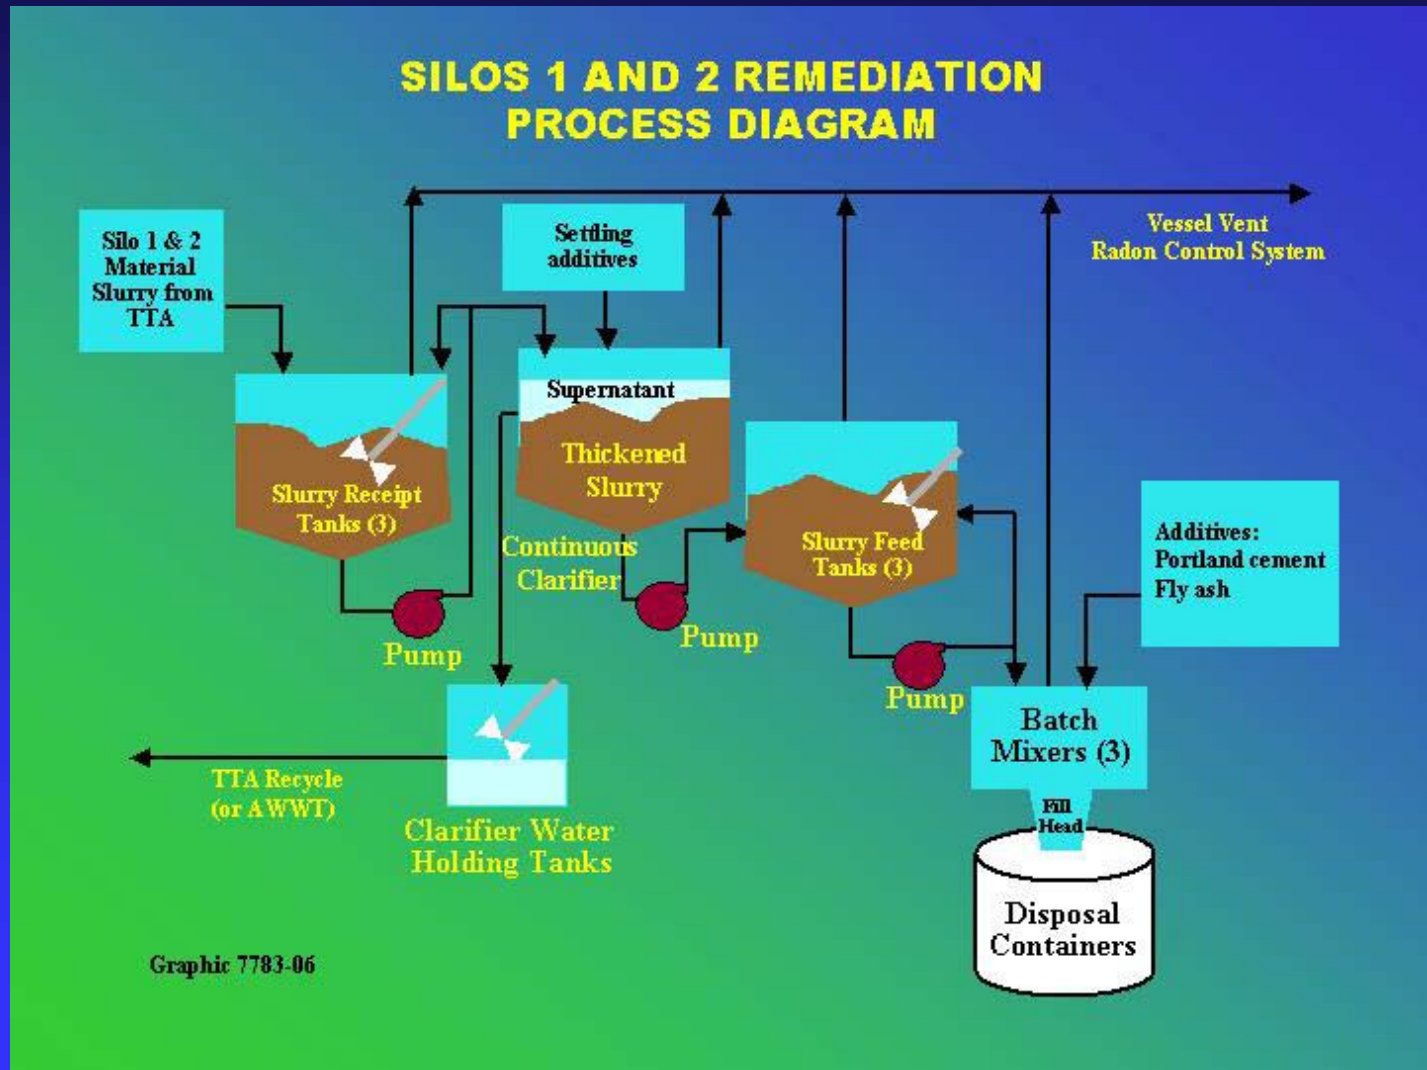 SILOS 1 AND 2 REMEDIATION
PROCESS DIAGRAM
Vessel Vent
Radon Control System
Silo 1 & 2
Material
Slurry from
TTA
Settling
additives
Supernatant
Thickened
Slurry
Slurry Receipt
Tanks (3)
Continuous
Clarifier
Slurry Feed
Tanks (3)
Additives:
Portland cement
Fly ash
Pump
Pump
Pump
Batch
Mixers (3)
Fill
Head
TTA Recycle
(or AWWT)
Clarifier Water
Holding Tanks
Disposal
Containers
Graphic 7783-06